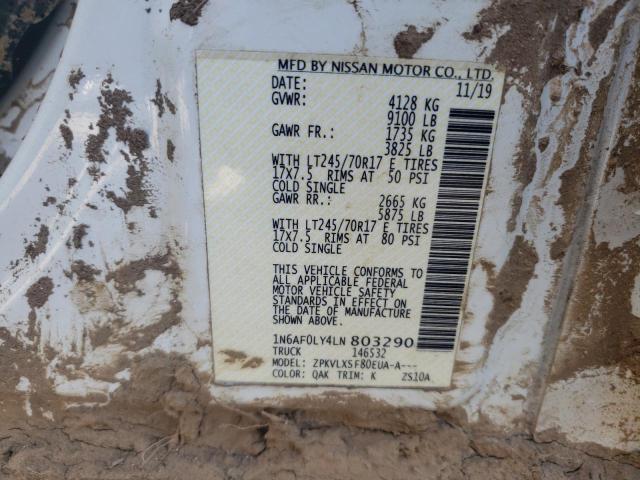 MFD BY NISSAN MOTOR CO., LTD.
DATE: 11/19
GVWR: 4128 KG
9100 LB
GAWR FR.: 1735 KG
3825 LB
WITH LT245/70R17 E TIRES
17X7.5 RIMS AT 50 PSI
COLD SINGLE
GAWR RR.: 2665 KG
5875 LB
WITH LT245/70R17 E TIRES
17X7.5 RIMS AT 80 PSI
COLD SINGLE
THIS VEHICLE CONFORMS TO
ALL APPLICABLE FEDERAL
MOTOR VEHICLE SAFETY
STANDARDS IN EFFECT ON
THE DATE OF MANUFACTURE
SHOWN ABOVE.
1N6AF0LY4LN 803290
TRUCK 146532
MODEL: ZPKVLXSF80EUA-A---
COLOR: QAK TRIM: K ZS10A